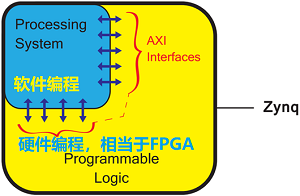 Processing
System
软件编程
AXI
Interfaces
Zynq
硬件编程，相当于FPGA
Programmable
Logic